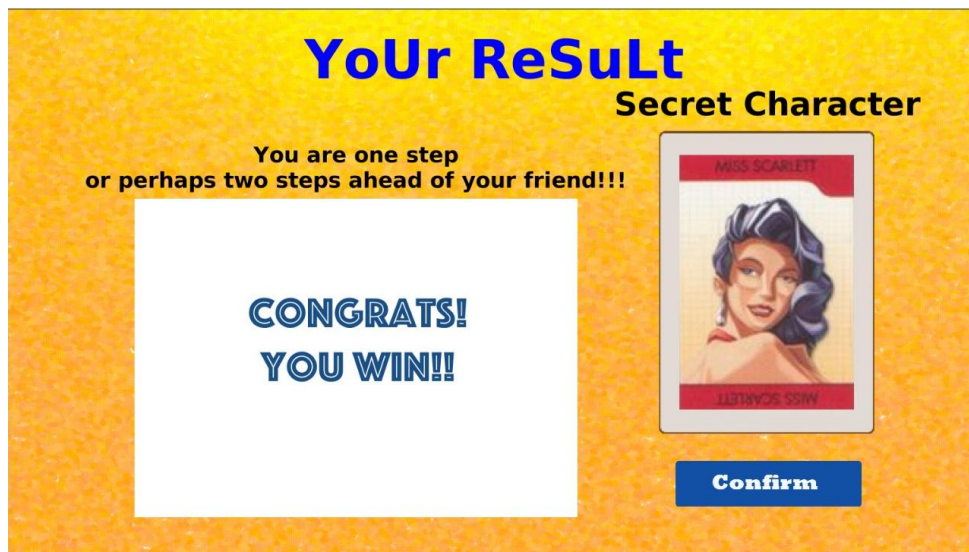 YoUr ReSuLt
Secret Character
You are one step
or perhaps two steps ahead of your friend!!!
CONGRATS!
YOU WIN!!
MISS SCARLETT
MISS SCARLETT
Confirm